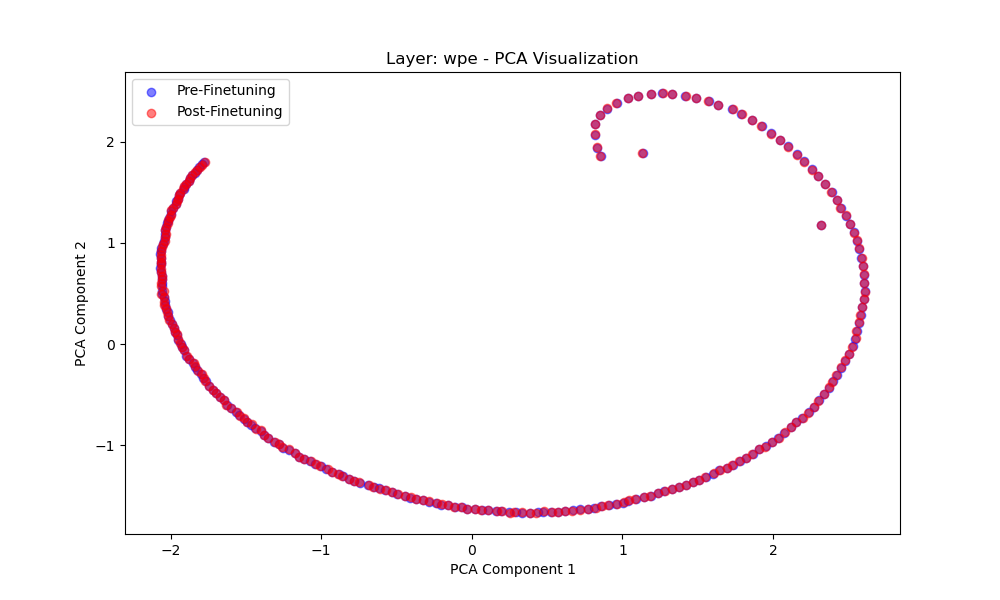 Layer: wpe - PCA Visualization
Pre-Finetuning
Post-Finetuning
PCA Component 2
2
1
0
−1
−2
−1
0
1
2
PCA Component 1